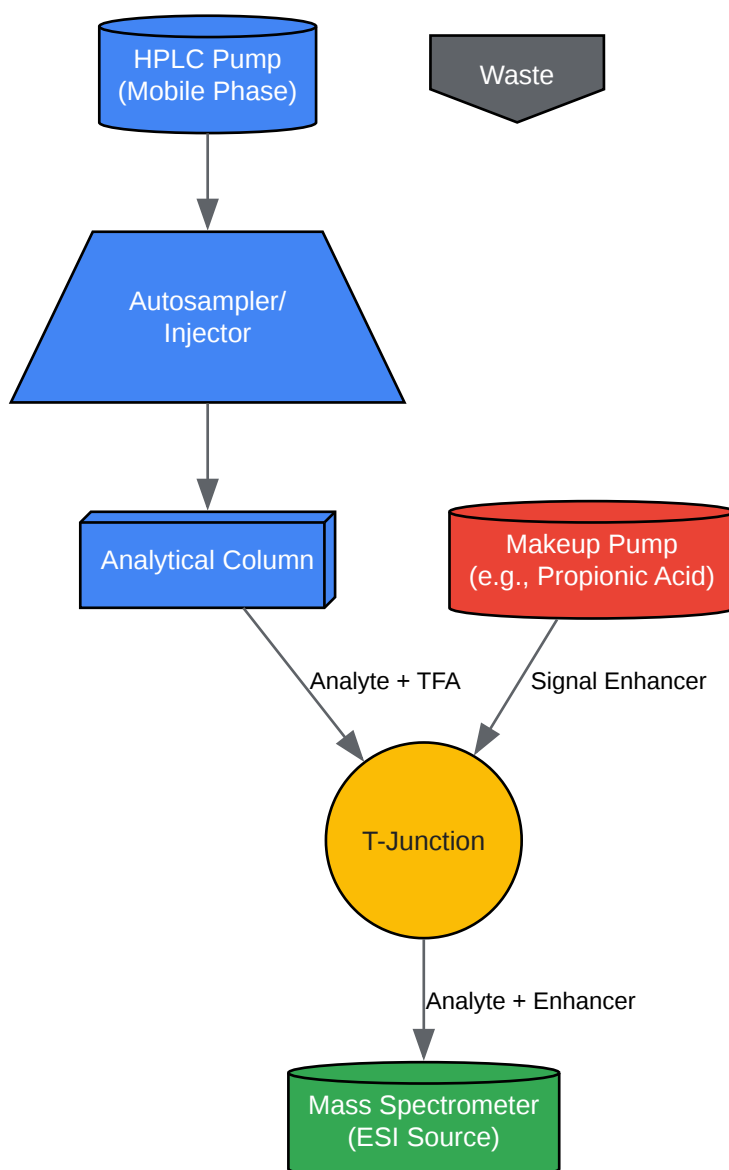 HPLC Pump
(Mobile Phase)
Waste
Autosampler/
Injector
Analytical Column
Makeup Pump
(e.g., Propionic Acid)
Analyte + TFA
Signal Enhancer
T-Junction
Analyte + Enhancer
Mass Spectrometer
(ESI Source)